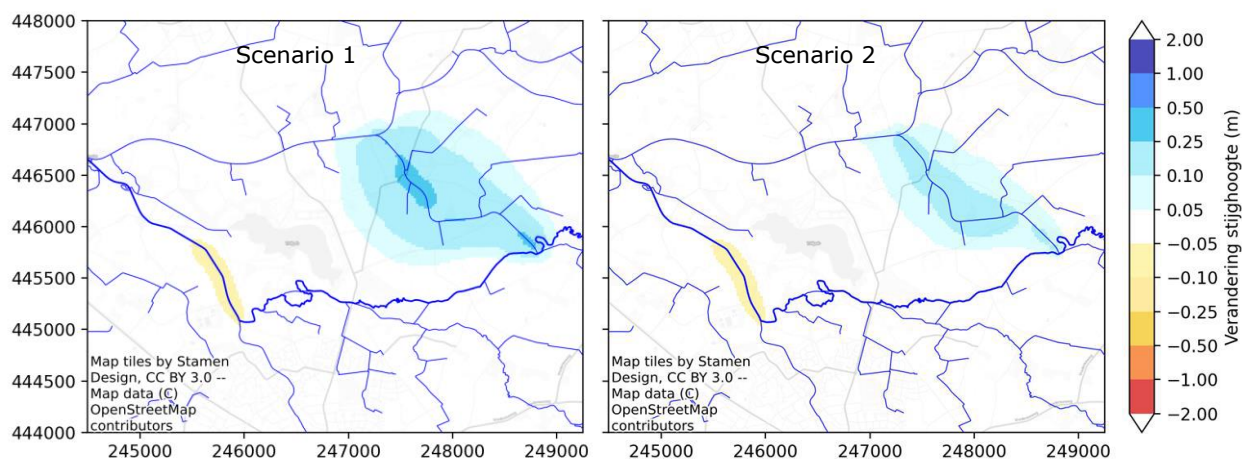 Scenario 1
Scenario 2
448000
447500
447000
446500
446000
445500
445000
444500
444000
Map tiles by Stamen
Design, CC BY 3.0 --
Map data (C)
OpenStreetMap
contributors
Map tiles by Stamen
Design, CC BY 3.0 --
Map data (C)
OpenStreetMap
contributors
245000 246000 247000 248000 249000
245000 246000 247000 248000 249000
2.00
1.00
0.50
0.25
0.10
0.05
−0.05
−0.10
−0.25
−0.50
−1.00
−2.00
Verandering stijghoogte (m)